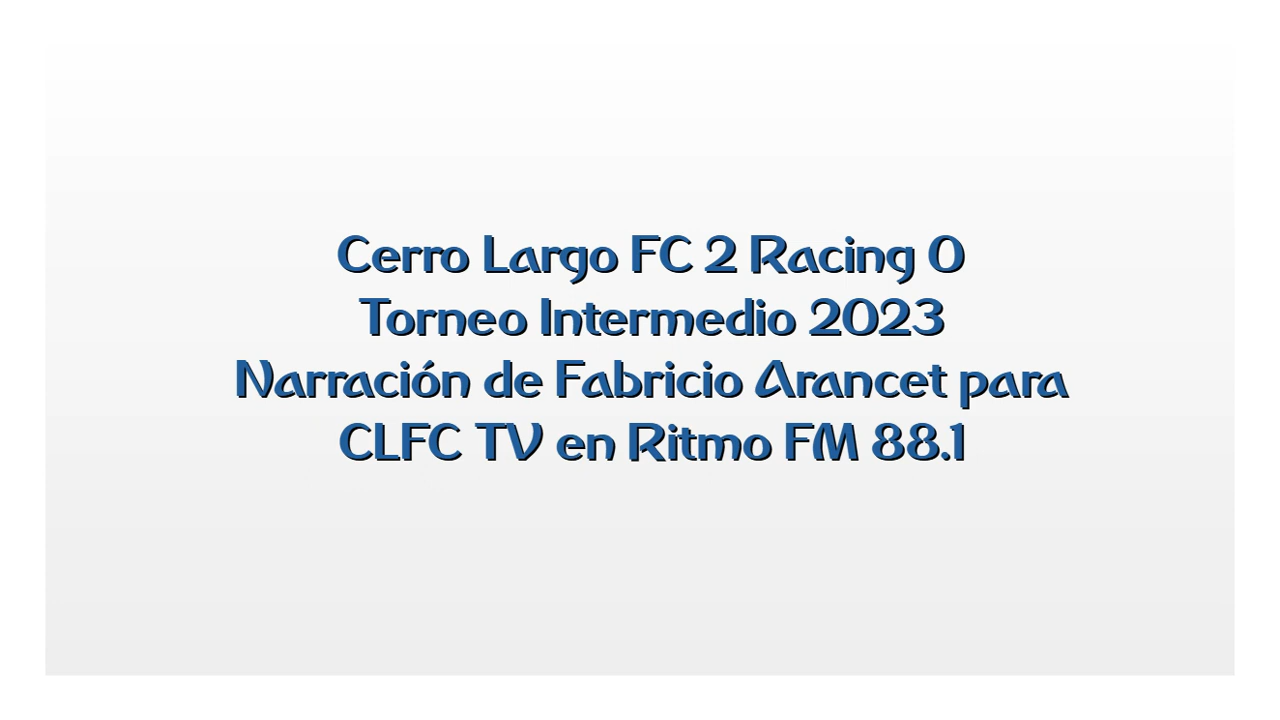 Cerro Largo FC 2 Racing 0
Torneo Intermedio 2023
Narración de Fabricio Arancet para
CLFC TV en Ritmo FM 88.1